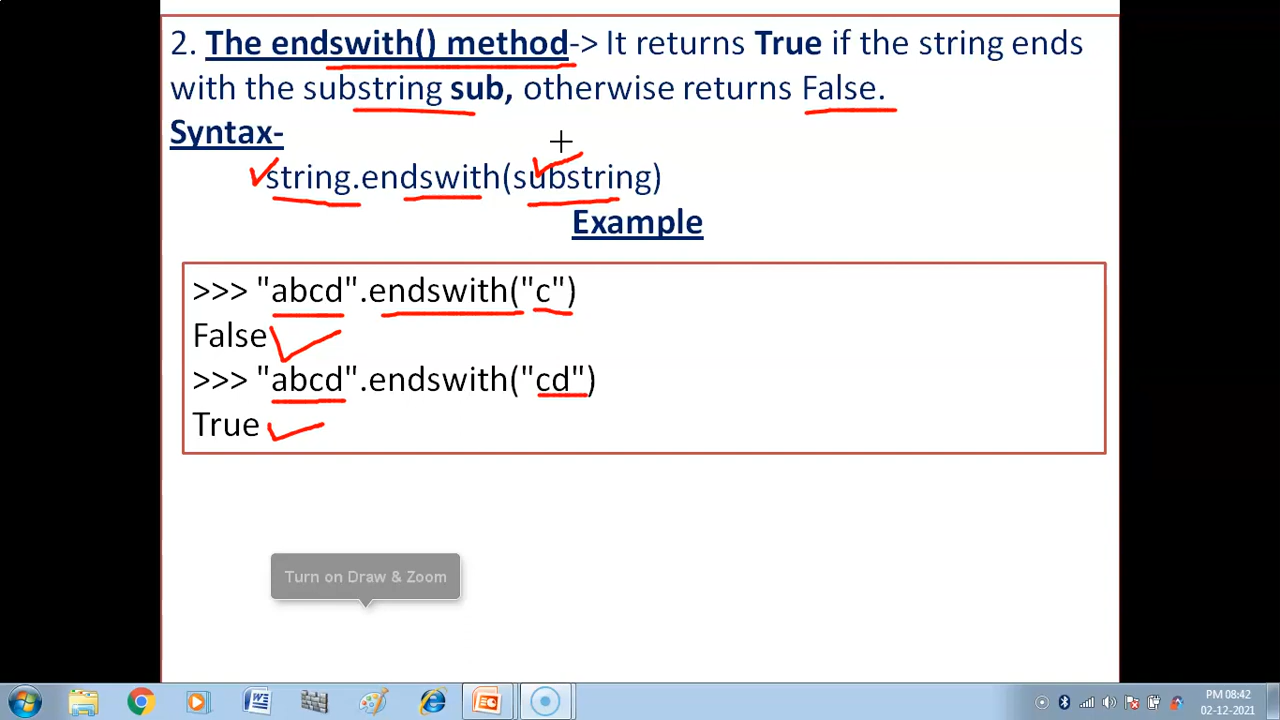 2. The endswith() method-> It returns True if the string ends
with the substring sub, otherwise returns False.
Syntax-
string.endswith(substring)
Example
>>> "abcd".endswith("c")
False
>>> "abcd".endswith("cd")
True
Turn on Draw & Zoom
PM 08:42
02-12-2021